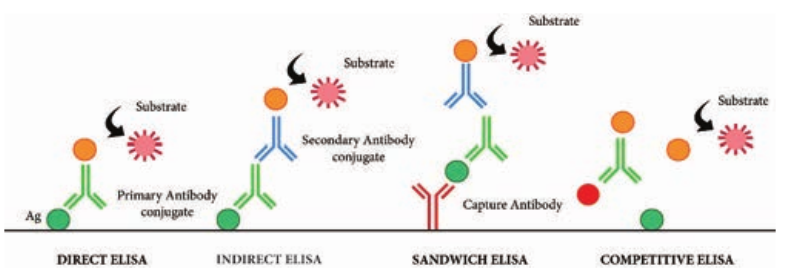 Substrate
Substrate
Substrate
Substrate
Secondary Antibody
conjugate
Primary Antibody
conjugate
Ag
Capture Antibody
DIRECT ELISA
INDIRECT ELISA
SANDWICH ELISA
COMPETITIVE ELISA